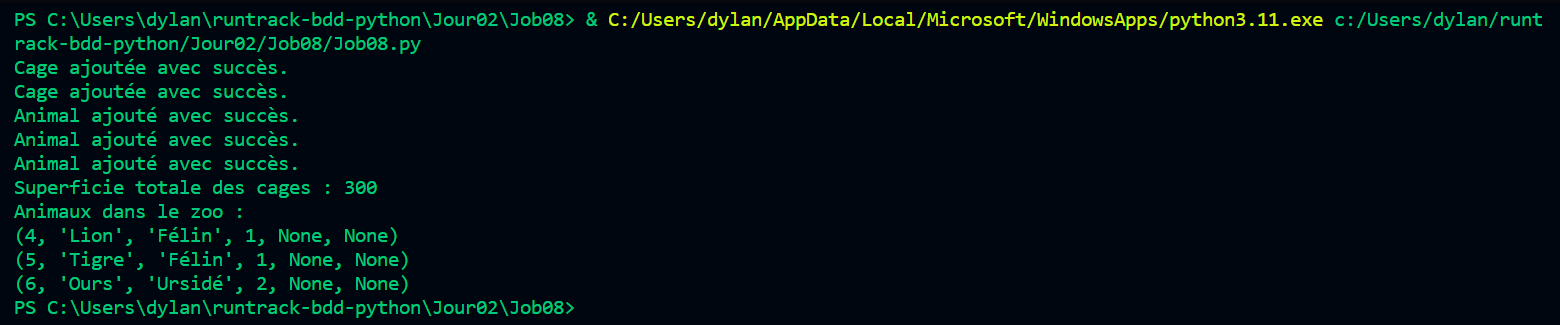 PS C:\Users\dylan\runtrack-bdd-python\Jour02\Job08> & C:/Users/dylan/AppData/Local/Microsoft/WindowsApps/python3.11.exe c:/Users/dylan/runt
rack-bdd-python/Jour02/Job08/Job08.py
Cage ajoutée avec succès.
Cage ajoutée avec succès.
Animal ajouté avec succès.
Animal ajouté avec succès.
Animal ajouté avec succès.
Superficie totale des cages : 300
Animaux dans le zoo :
(4, 'Lion', 'Félin', 1, None, None)
(5, 'Tigre', 'Félin', 1, None, None)
(6, 'Ours', 'Ursidé', 2, None, None)
PS C:\Users\dylan\runtrack-bdd-python\Jour02\Job08>